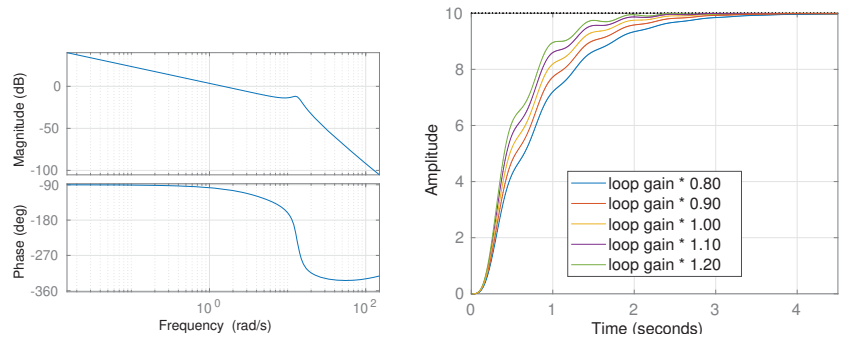 Magnitude (dB)
0
-50
-100
Phase (deg)
-90
-180
-270
-360
10^0
10^2
Frequency (rad/s)
Amplitude
10
8
6
4
2
0
loop gain * 0.80
loop gain * 0.90
loop gain * 1.00
loop gain * 1.10
loop gain * 1.20
0
1
2
3
4
Time (seconds)